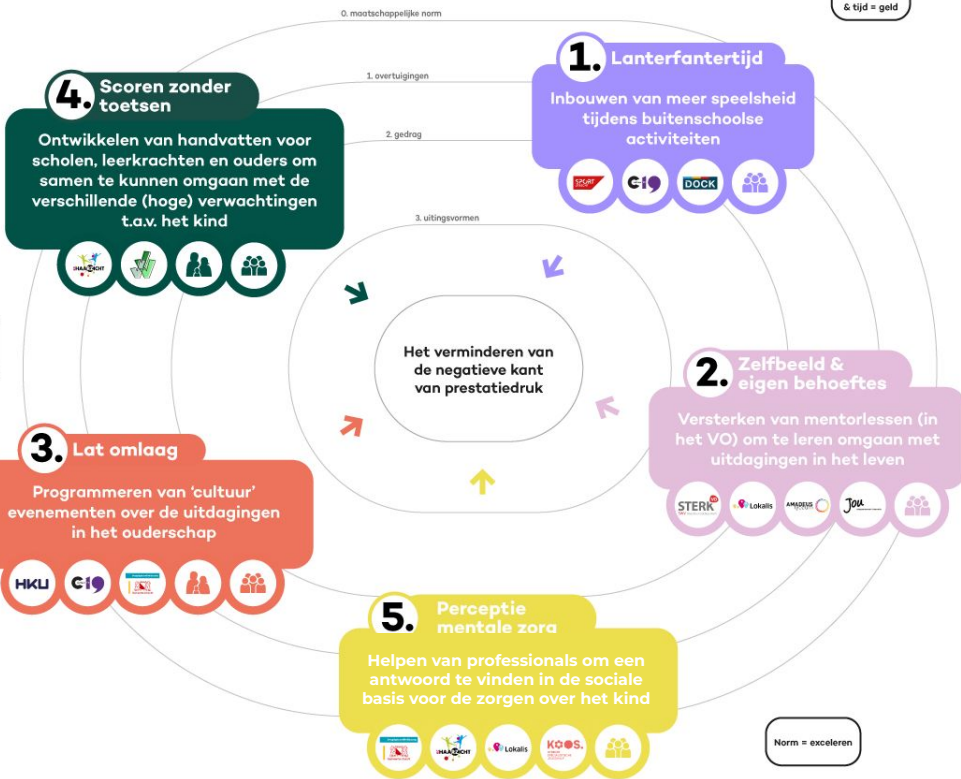 & tijd = geld
0. maatschappelijke norm
1. overtuigingen
2. gedrag
3. uitingsvormen
1. Lanterfantertijd
Inbouwen van meer speelsheid
tijdens buitenschoolse
activiteiten
DOCK
4. Scoren zonder
toetsen
Ontwikkelen van handvatten voor
scholen, leerkrachten en ouders om
samen te kunnen omgaan met de
verschillende (hoge) verwachtingen
t.a.v. het kind
Het verminderen van
de negatieve kant
van prestatiedruk
2. Zelfbeeld &
eigen behoeftes
Versterken van mentorlessen (in
het VO) om te leren omgaan met
uitdagingen in het leven
STERK
Lokalis
AMADEUS
Jou
3. Lat omlaag
Programmeren van ‘cultuur’
evenementen over de uitdagingen
in het ouderschap
HKU
5. Perceptie
mentale zorg
Helpen van professionals om een
antwoord te vinden in de sociale
basis voor de zorgen over het kind
Lokalis
KOOS.
Norm = exceleren